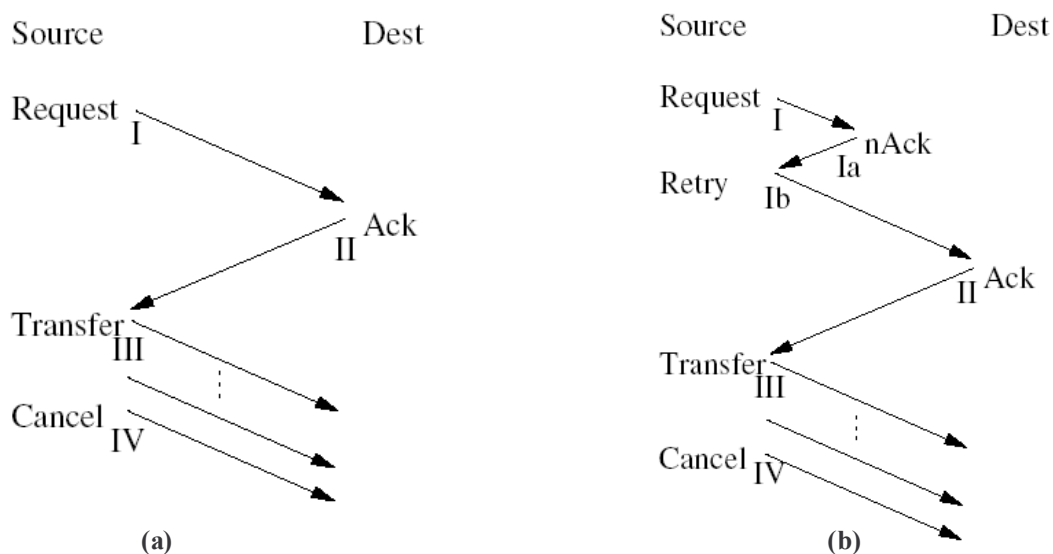 Source Dest
Request
I
Ack
II
Transfer
III
Cancel
IV
(a)
Source Dest
Request
I
nAck
Ia
Retry Ib
Ack
II
Transfer
III
Cancel
IV
(b)